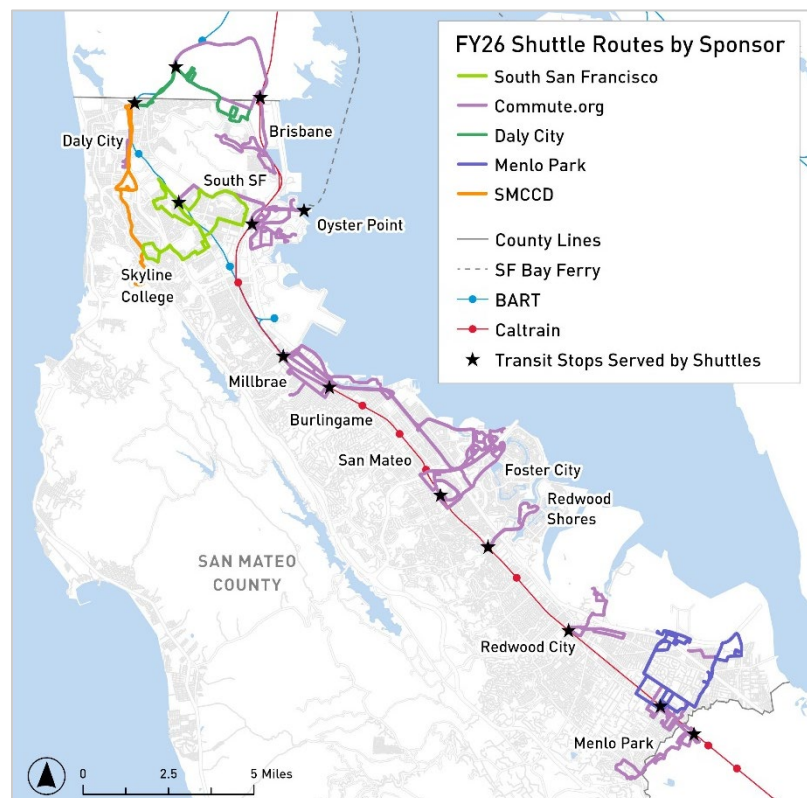 FY26 Shuttle Routes by Sponsor
South San Francisco
Commute.org
Daly City
Menlo Park
SMCCD
County Lines
SF Bay Ferry
BART
Caltrain
Transit Stops Served by Shuttles
Daly City
Brisbane
South SF
Oyster Point
Skyline
College
Millbrae
Burlingame
San Mateo
Foster City
Redwood
Shores
SAN MATEO
COUNTY
Redwood City
Menlo Park
0 2.5 5 Miles